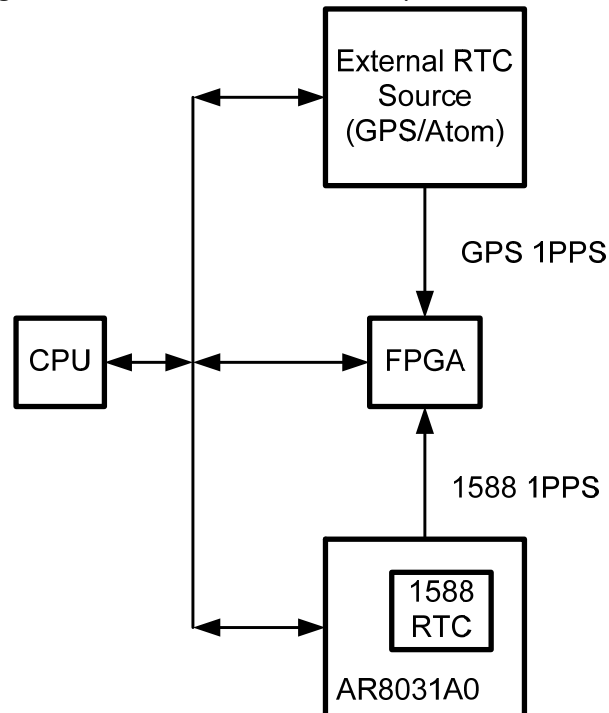 External RTC
Source
(GPS/Atom)
GPS 1PPS
CPU
FPGA
1588 1PPS
1588
RTC
AR8031A0